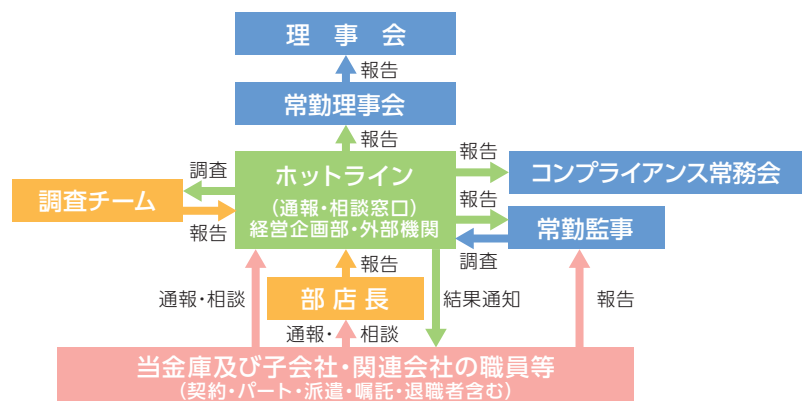 理事会
報告
常勤理事会
報告
ホットライン
(通報・相談窓口)
経営企画部・外部機関
調査
調査チーム
報告
報告
コンプライアンス常務会
報告
常勤監事
調査
報告
部店長
通報・相談
通報・ 相談
結果通知
報告
当金庫及び子会社・関連会社の職員等
(契約・パート・派遣・嘱託・退職者含む)